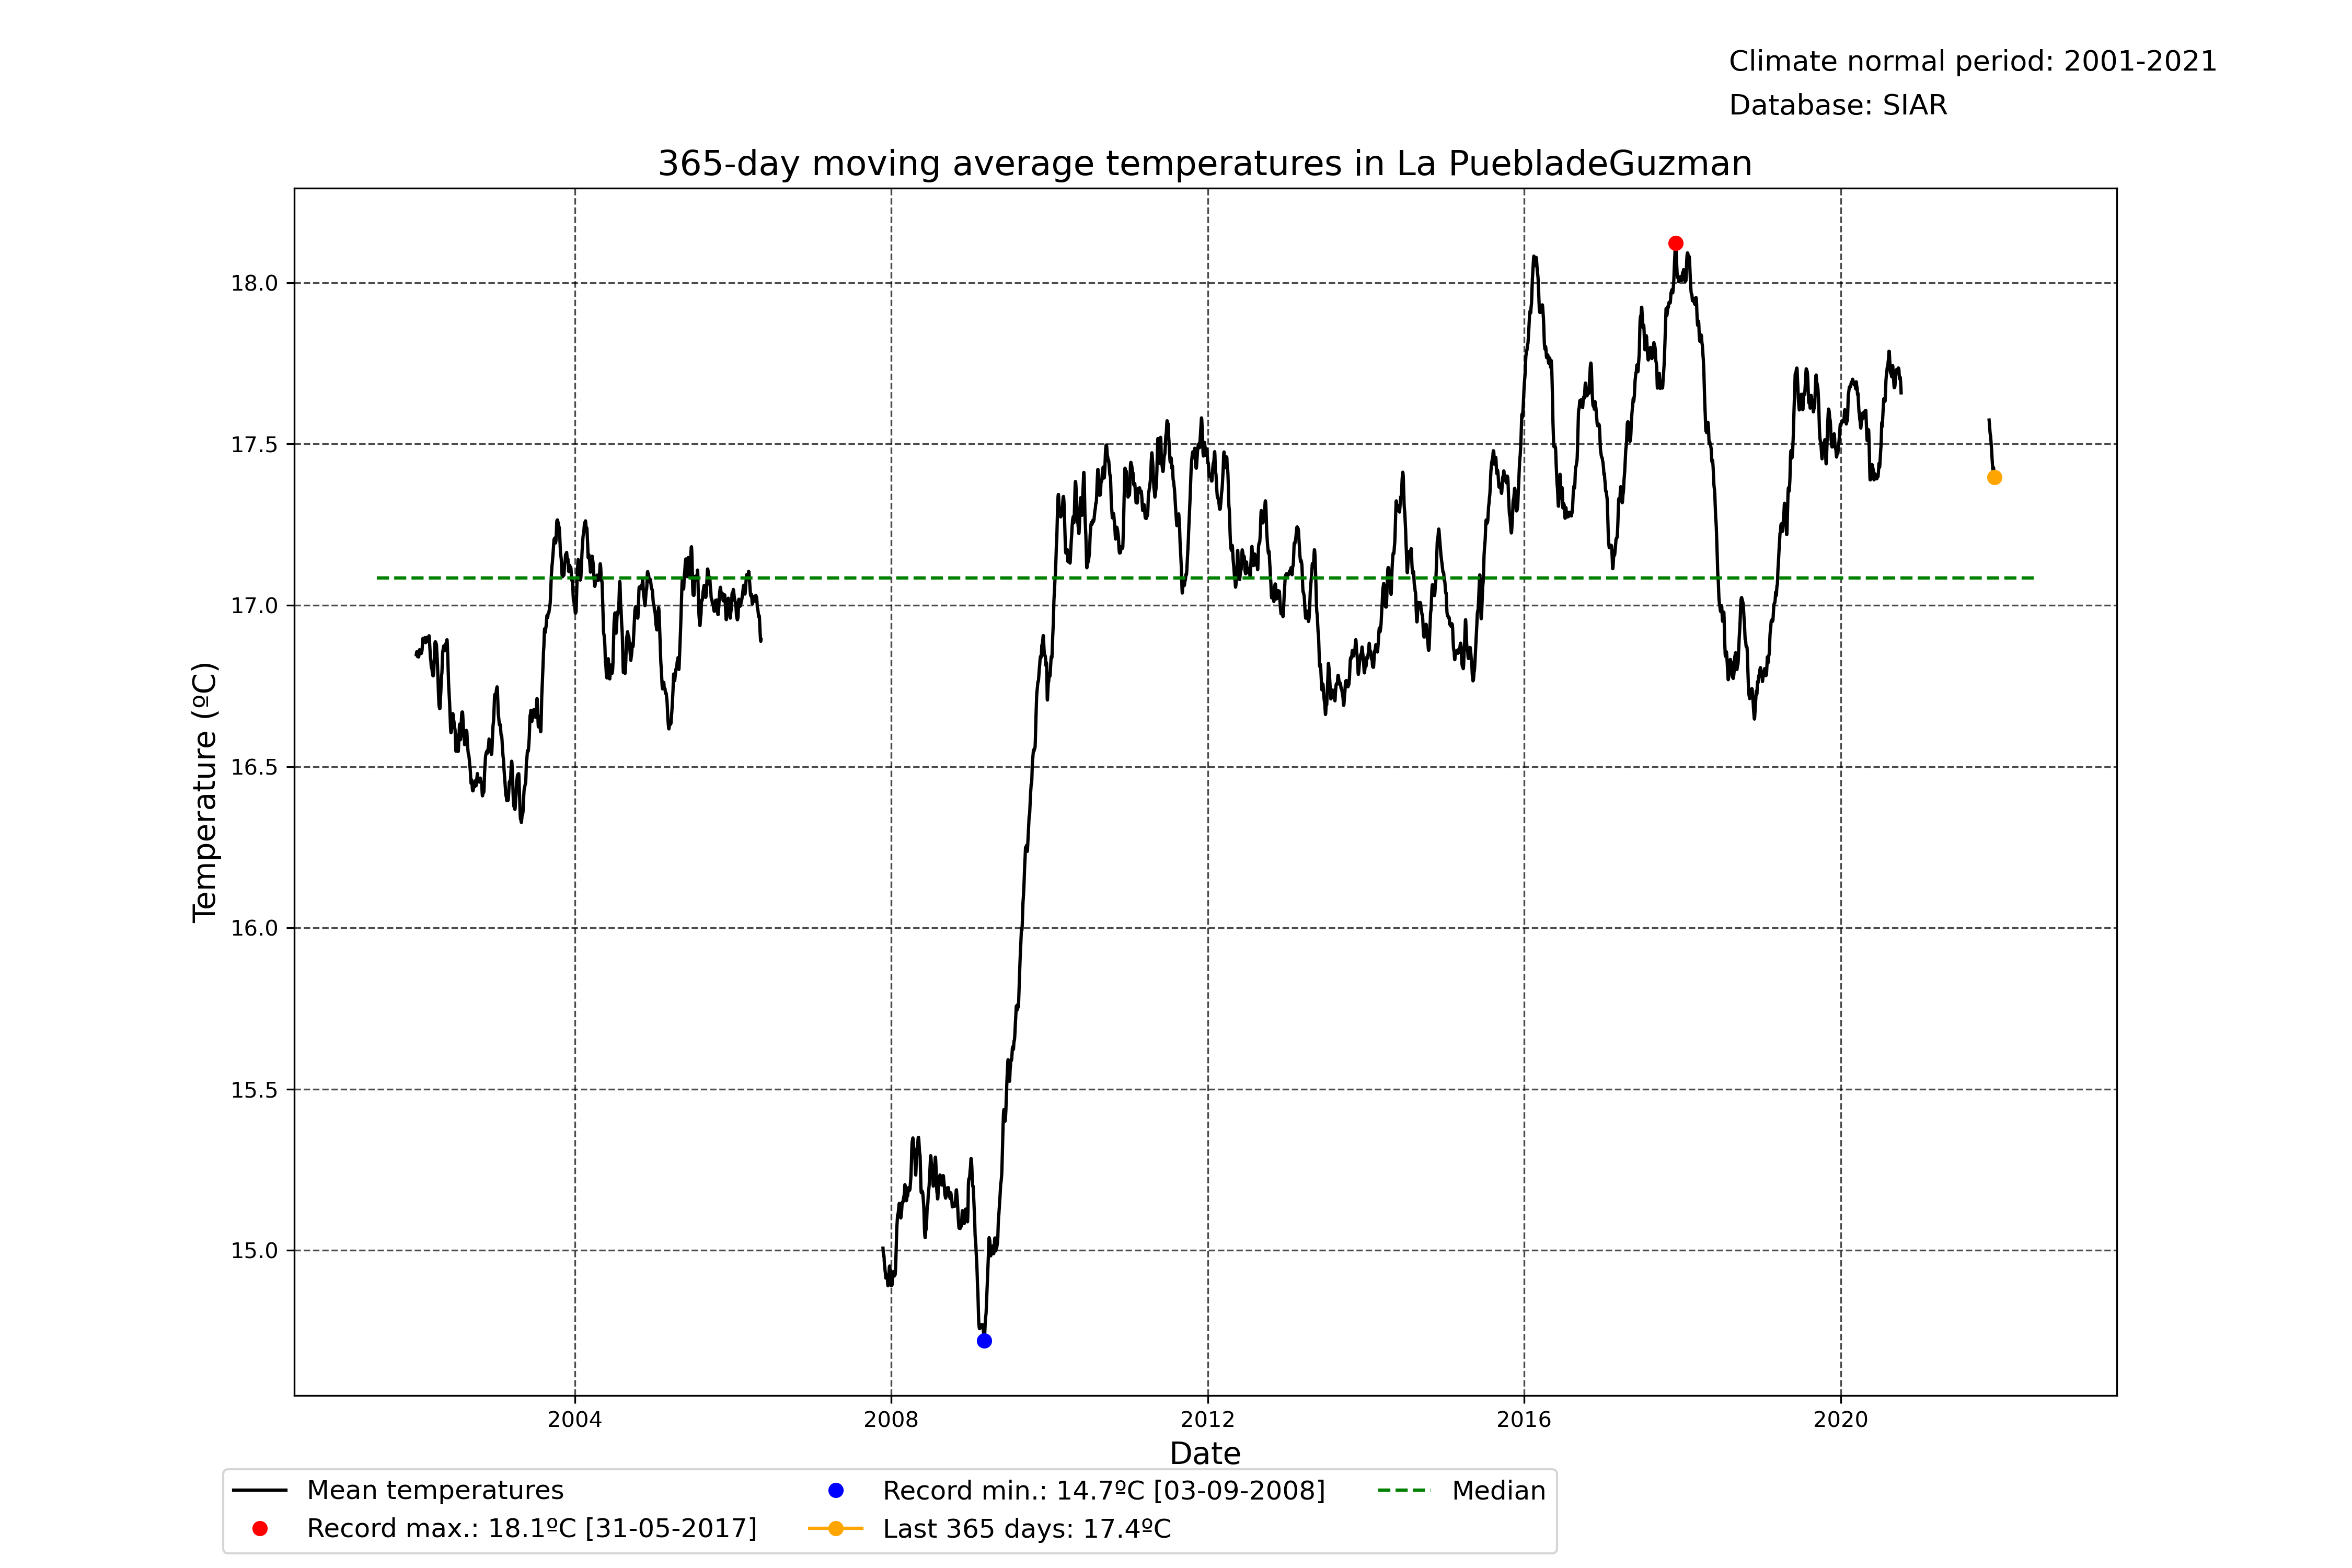 Climate normal period: 2001-2021
Database: SIAR
365-day moving average temperatures in La PuebladeGuzman
18.0
17.5
17.0
16.5
16.0
15.5
15.0
Temperature (ºC)
2004
2008
2012
2016
2020
Date
Mean temperatures
Record max.: 18.1ºC [31-05-2017]
Record min.: 14.7ºC [03-09-2008]
Last 365 days: 17.4ºC
Median